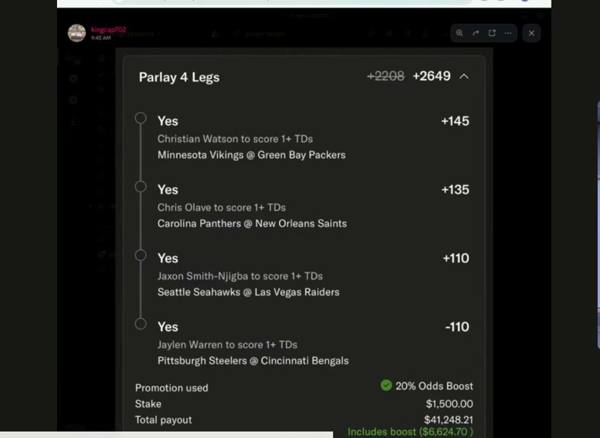 kingcap702
9:45 AM
Parlay 4 Legs +2208 +2649
Yes +145
Christian Watson to score 1+ TDs
Minnesota Vikings @ Green Bay Packers
Yes +135
Chris Olave to score 1+ TDs
Carolina Panthers @ New Orleans Saints
Yes +110
Jaxon Smith-Njigba to score 1+ TDs
Seattle Seahawks @ Las Vegas Raiders
Yes -110
Jaylen Warren to score 1+ TDs
Pittsburgh Steelers @ Cincinnati Bengals
Promotion used 20% Odds Boost
Stake $1,500.00
Total payout $41,248.21
Includes boost ($6,624.70 )